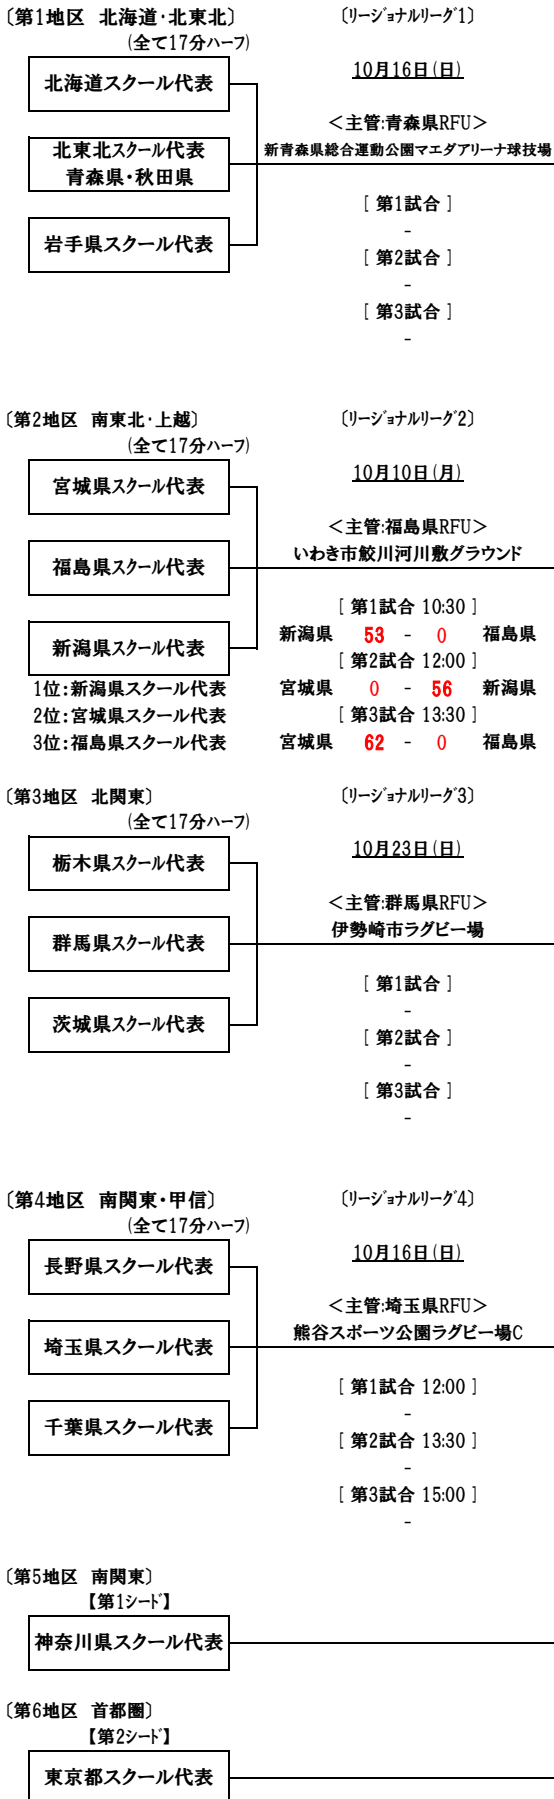 〔第1地区　北海道･北東北〕
〔ﾘｰｼﾞｮﾅﾙﾘｰｸﾞ1〕
(全て17分ハーフ)
北海道スクール代表
10月16日(日)
＜主管:青森県RFU＞
北東北スクール代表
青森県・秋田県
新青森県総合運動公園マエダアリーナ球技場
[ 第1試合 ]
-
岩手県スクール代表
[ 第2試合 ]
-
[ 第3試合 ]
-
〔第2地区　南東北･上越〕
〔ﾘｰｼﾞｮﾅﾙﾘｰｸﾞ2〕
(全て17分ハーフ)
宮城県スクール代表
10月10日(月)
＜主管:福島県RFU＞
いわき市鮫川河川敷グラウンド
福島県スクール代表
[ 第1試合 10:30 ]
新潟県 53 - 0 福島県
新潟県スクール代表
[ 第2試合 12:00 ]
1位:新潟県スクール代表
宮城県 0 - 56 新潟県
2位:宮城県スクール代表
[ 第3試合 13:30 ]
3位:福島県スクール代表
宮城県 62 - 0 福島県
〔第3地区　北関東〕
〔ﾘｰｼﾞｮﾅﾙﾘｰｸﾞ3〕
(全て17分ハーフ)
栃木県スクール代表
10月23日(日)
＜主管:群馬県RFU＞
伊勢崎市ラグビー場
群馬県スクール代表
[ 第1試合 ]
-
茨城県スクール代表
[ 第2試合 ]
-
[ 第3試合 ]
-
〔第4地区　南関東・甲信〕
〔ﾘｰｼﾞｮﾅﾙﾘｰｸﾞ4〕
(全て17分ハーフ)
長野県スクール代表
10月16日(日)
＜主管:埼玉県RFU＞
熊谷スポーツ公園ラグビー場C
埼玉県スクール代表
[ 第1試合 12:00 ]
-
千葉県スクール代表
[ 第2試合 13:30 ]
-
[ 第3試合 15:00 ]
-
〔第5地区　南関東〕
【第1ｼｰﾄﾞ】
神奈川県スクール代表
〔第6地区　首都圏〕
【第2ｼｰﾄﾞ】
東京都スクール代表